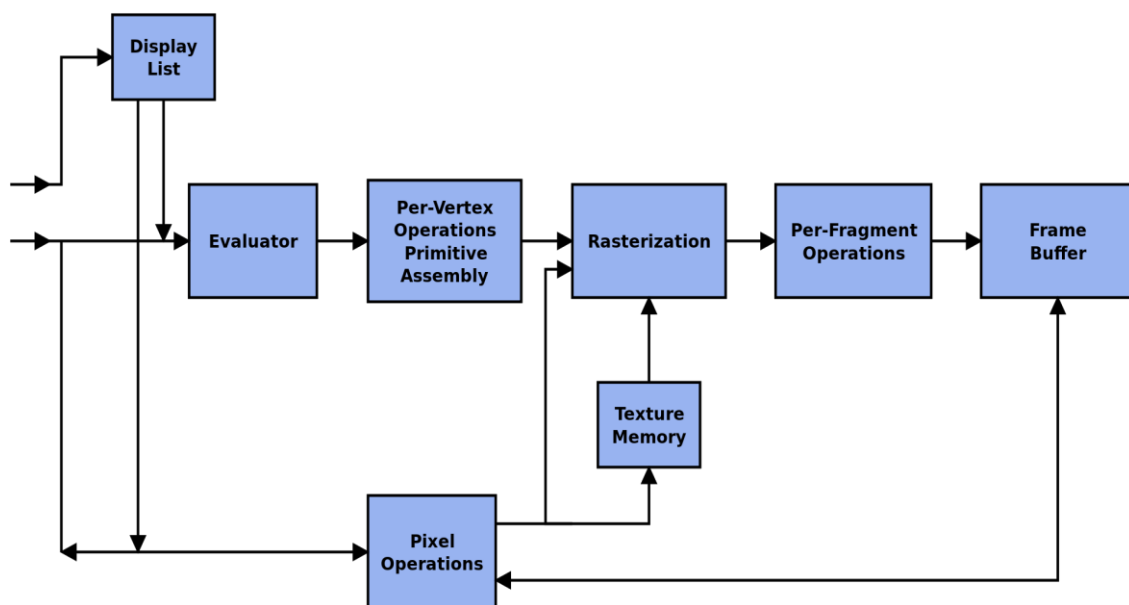 Display
List
Evaluator
Per-Vertex
Operations
Primitive
Assembly
Rasterization
Per-Fragment
Operations
Frame
Buffer
Texture
Memory
Pixel
Operations